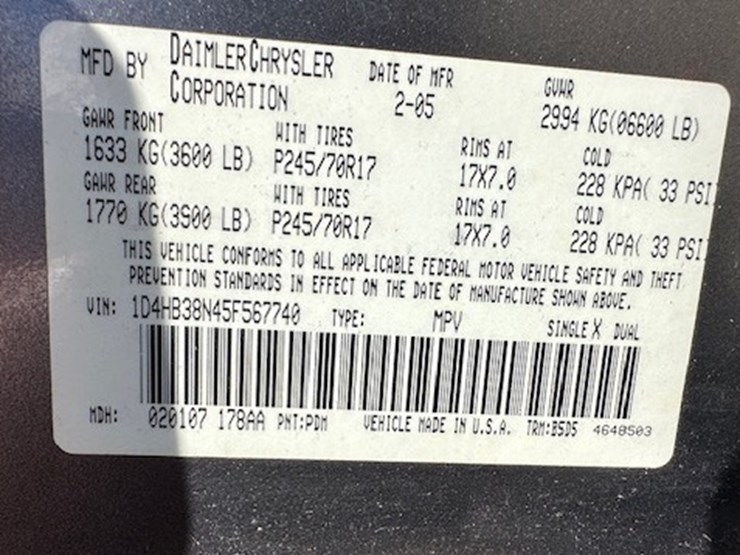 MFD BY DAIMLERCHRYSLER CORPORATION DATE OF MFR 2-05 GVWR 2994 KG(06600 LB)
GAWR FRONT WITH TIRES RIMS AT COLD
1633 KG(3600 LB) P245/70R17 17X7.0 228 KPA( 33 PSI)
GAWR REAR WITH TIRES RIMS AT COLD
1770 KG(3900 LB) P245/70R17 17X7.0 228 KPA( 33 PSI
THIS VEHICLE CONFORMS TO ALL APPLICABLE FEDERAL MOTOR VEHICLE SAFETY AND THEFT
PREVENTION STANDARDS IN EFFECT ON THE DATE OF MANUFACTURE SHOWN ABOVE.
VIN: 1D4HB38N45F567740 TYPE: MPV SINGLE X DUAL
MDH: 020107 178AA PNT:PDM VEHICLE MADE IN U.S.A. TRM:B5D5 4648503